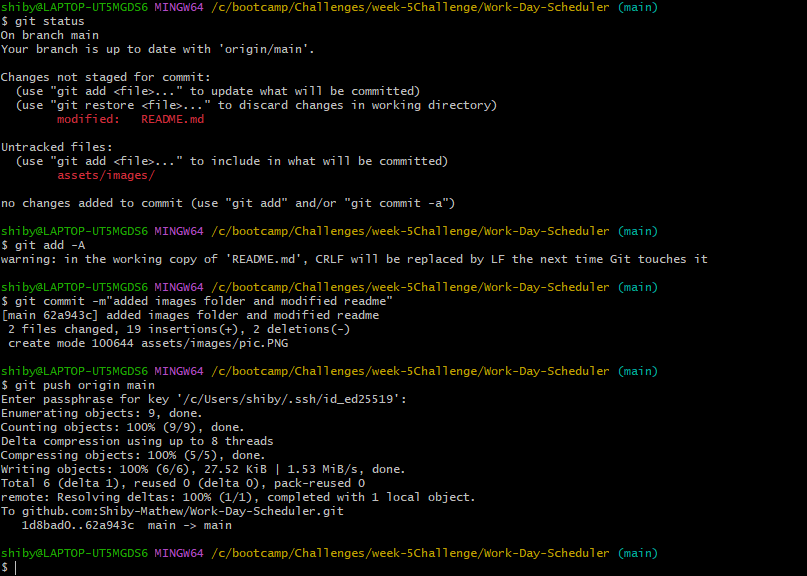 shiby@LAPTOP-UT5MGDS6 MINGW64 /c/bootcamp/Challenges/week-5Challenge/Work-Day-Scheduler (main)
$ git status
On branch main
Your branch is up to date with 'origin/main'.
Changes not staged for commit:
(use "git add <file>..." to update what will be committed)
(use "git restore <file>..." to discard changes in working directory)
modified: README.md
Untracked files:
(use "git add <file>..." to include in what will be committed)
assets/images/
no changes added to commit (use "git add" and/or "git commit -a")
shiby@LAPTOP-UT5MGDS6 MINGW64 /c/bootcamp/Challenges/week-5Challenge/Work-Day-Scheduler (main)
$ git add -A
warning: in the working copy of 'README.md', CRLF will be replaced by LF the next time Git touches it
shiby@LAPTOP-UT5MGDS6 MINGW64 /c/bootcamp/Challenges/week-5Challenge/Work-Day-Scheduler (main)
$ git commit -m"added images folder and modified readme"
[main 62a943c] added images folder and modified readme
2 files changed, 19 insertions(+), 2 deletions(-)
create mode 100644 assets/images/pic.PNG
shiby@LAPTOP-UT5MGDS6 MINGW64 /c/bootcamp/Challenges/week-5Challenge/Work-Day-Scheduler (main)
$ git push origin main
Enter passphrase for key '/c/Users/shiby/.ssh/id_ed25519':
Enumerating objects: 9, done.
Counting objects: 100% (9/9), done.
Delta compression using up to 8 threads
Compressing objects: 100% (5/5), done.
Writing objects: 100% (6/6), 27.52 KiB | 1.53 MiB/s, done.
Total 6 (delta 1), reused 0 (delta 0), pack-reused 0
remote: Resolving deltas: 100% (1/1), completed with 1 local object.
To github.com:Shiby-Mathew/Work-Day-Scheduler.git
1d8bad0..62a943c main -> main
shiby@LAPTOP-UT5MGDS6 MINGW64 /c/bootcamp/Challenges/week-5Challenge/Work-Day-Scheduler (main)
$